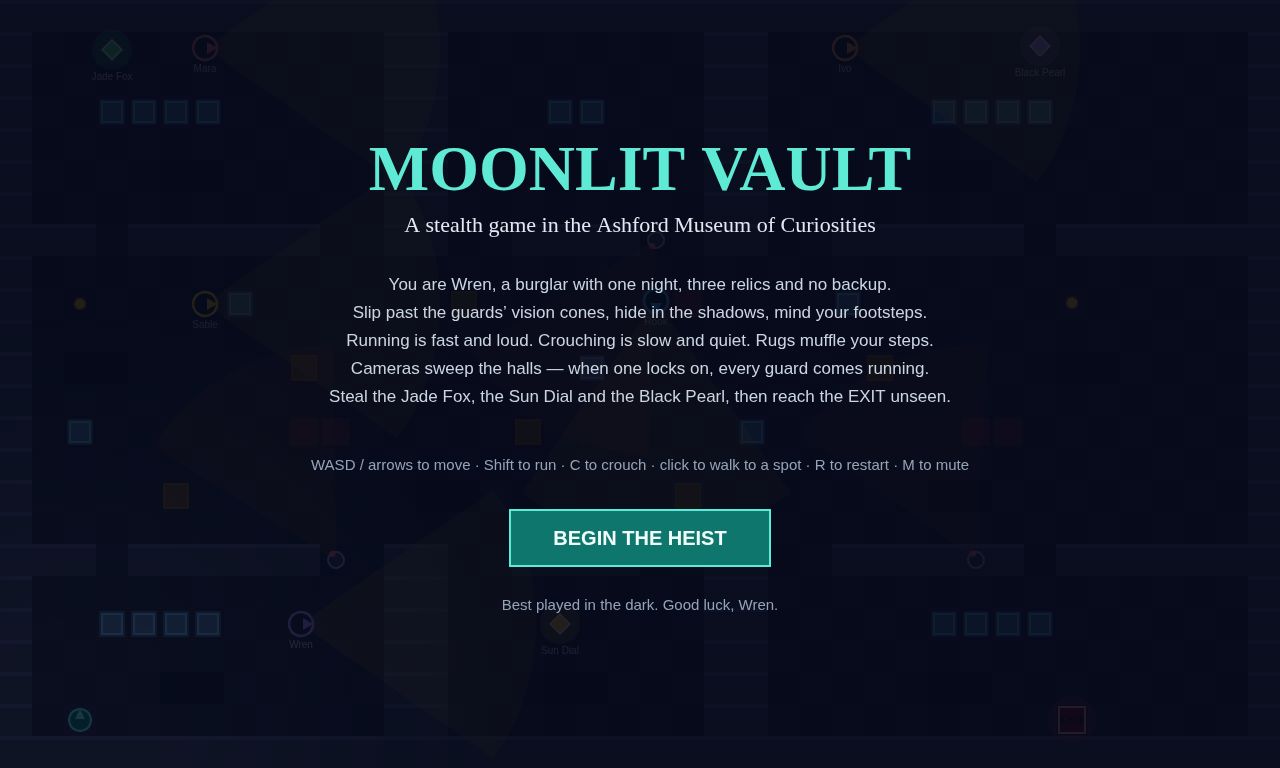 Jade Fox
Mara
Ivo
Black Pearl
MOONLIT VAULT
A stealth game in the Ashford Museum of Curiosities
You are Wren, a burglar with one night, three relics and no backup.
Slip past the guards’ vision cones, hide in the shadows, mind your footsteps.
Running is fast and loud. Crouching is slow and quiet. Rugs muffle your steps.
Cameras sweep the halls — when one locks on, every guard comes running.
Steal the Jade Fox, the Sun Dial and the Black Pearl, then reach the EXIT unseen.
Sable
WASD / arrows to move · Shift to run · C to crouch · click to walk to a spot · R to restart · M to mute
BEGIN THE HEIST
Best played in the dark. Good luck, Wren.
Wren
Sun Dial